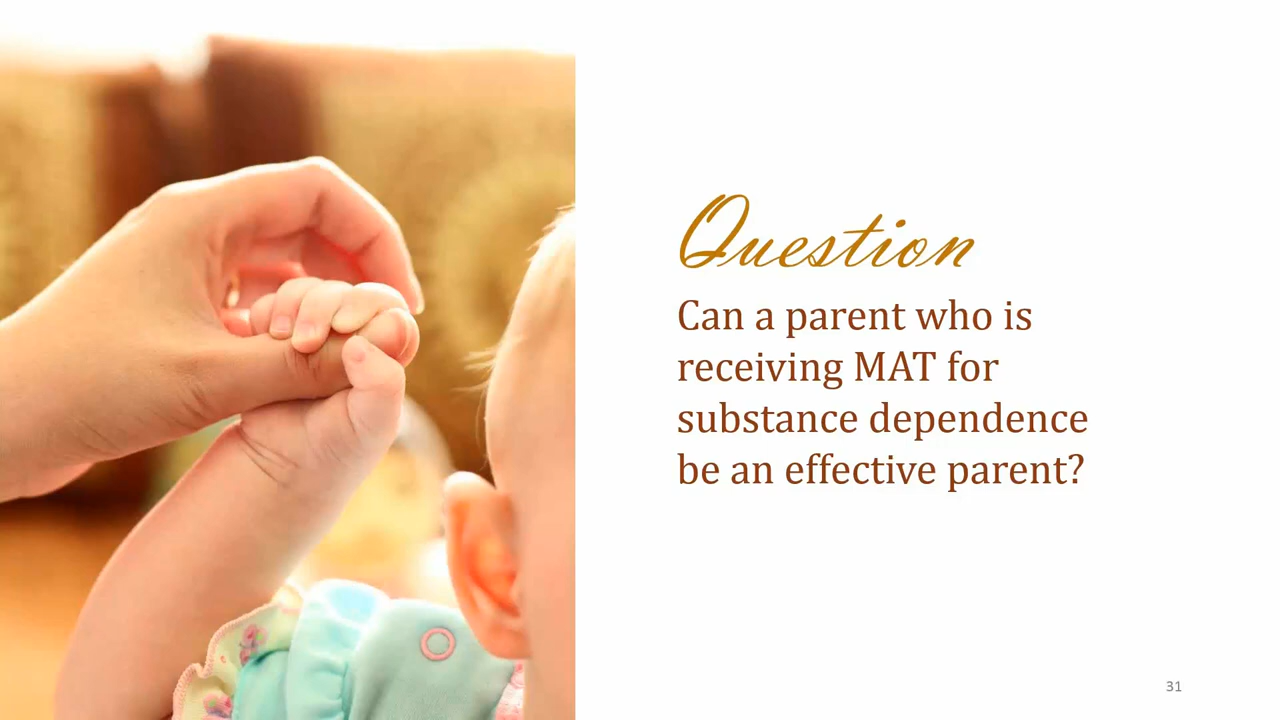 Question
Can a parent who is
receiving MAT for
substance dependence
be an effective parent?
31